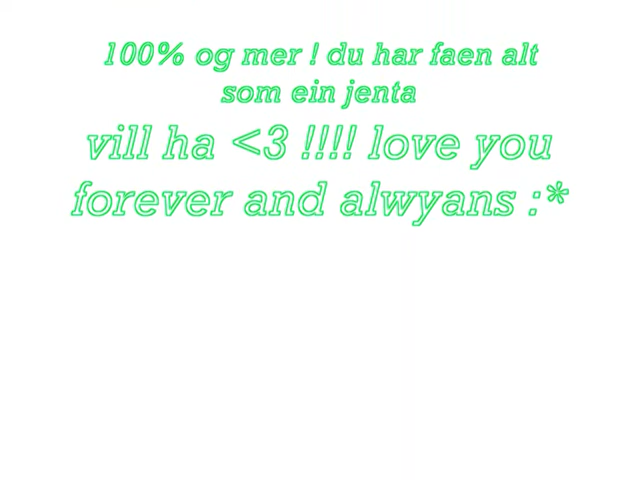 100% og mer ! du har faen alt
som ein jenta
vill ha <3 !!!! love you
forever and alwyans :*